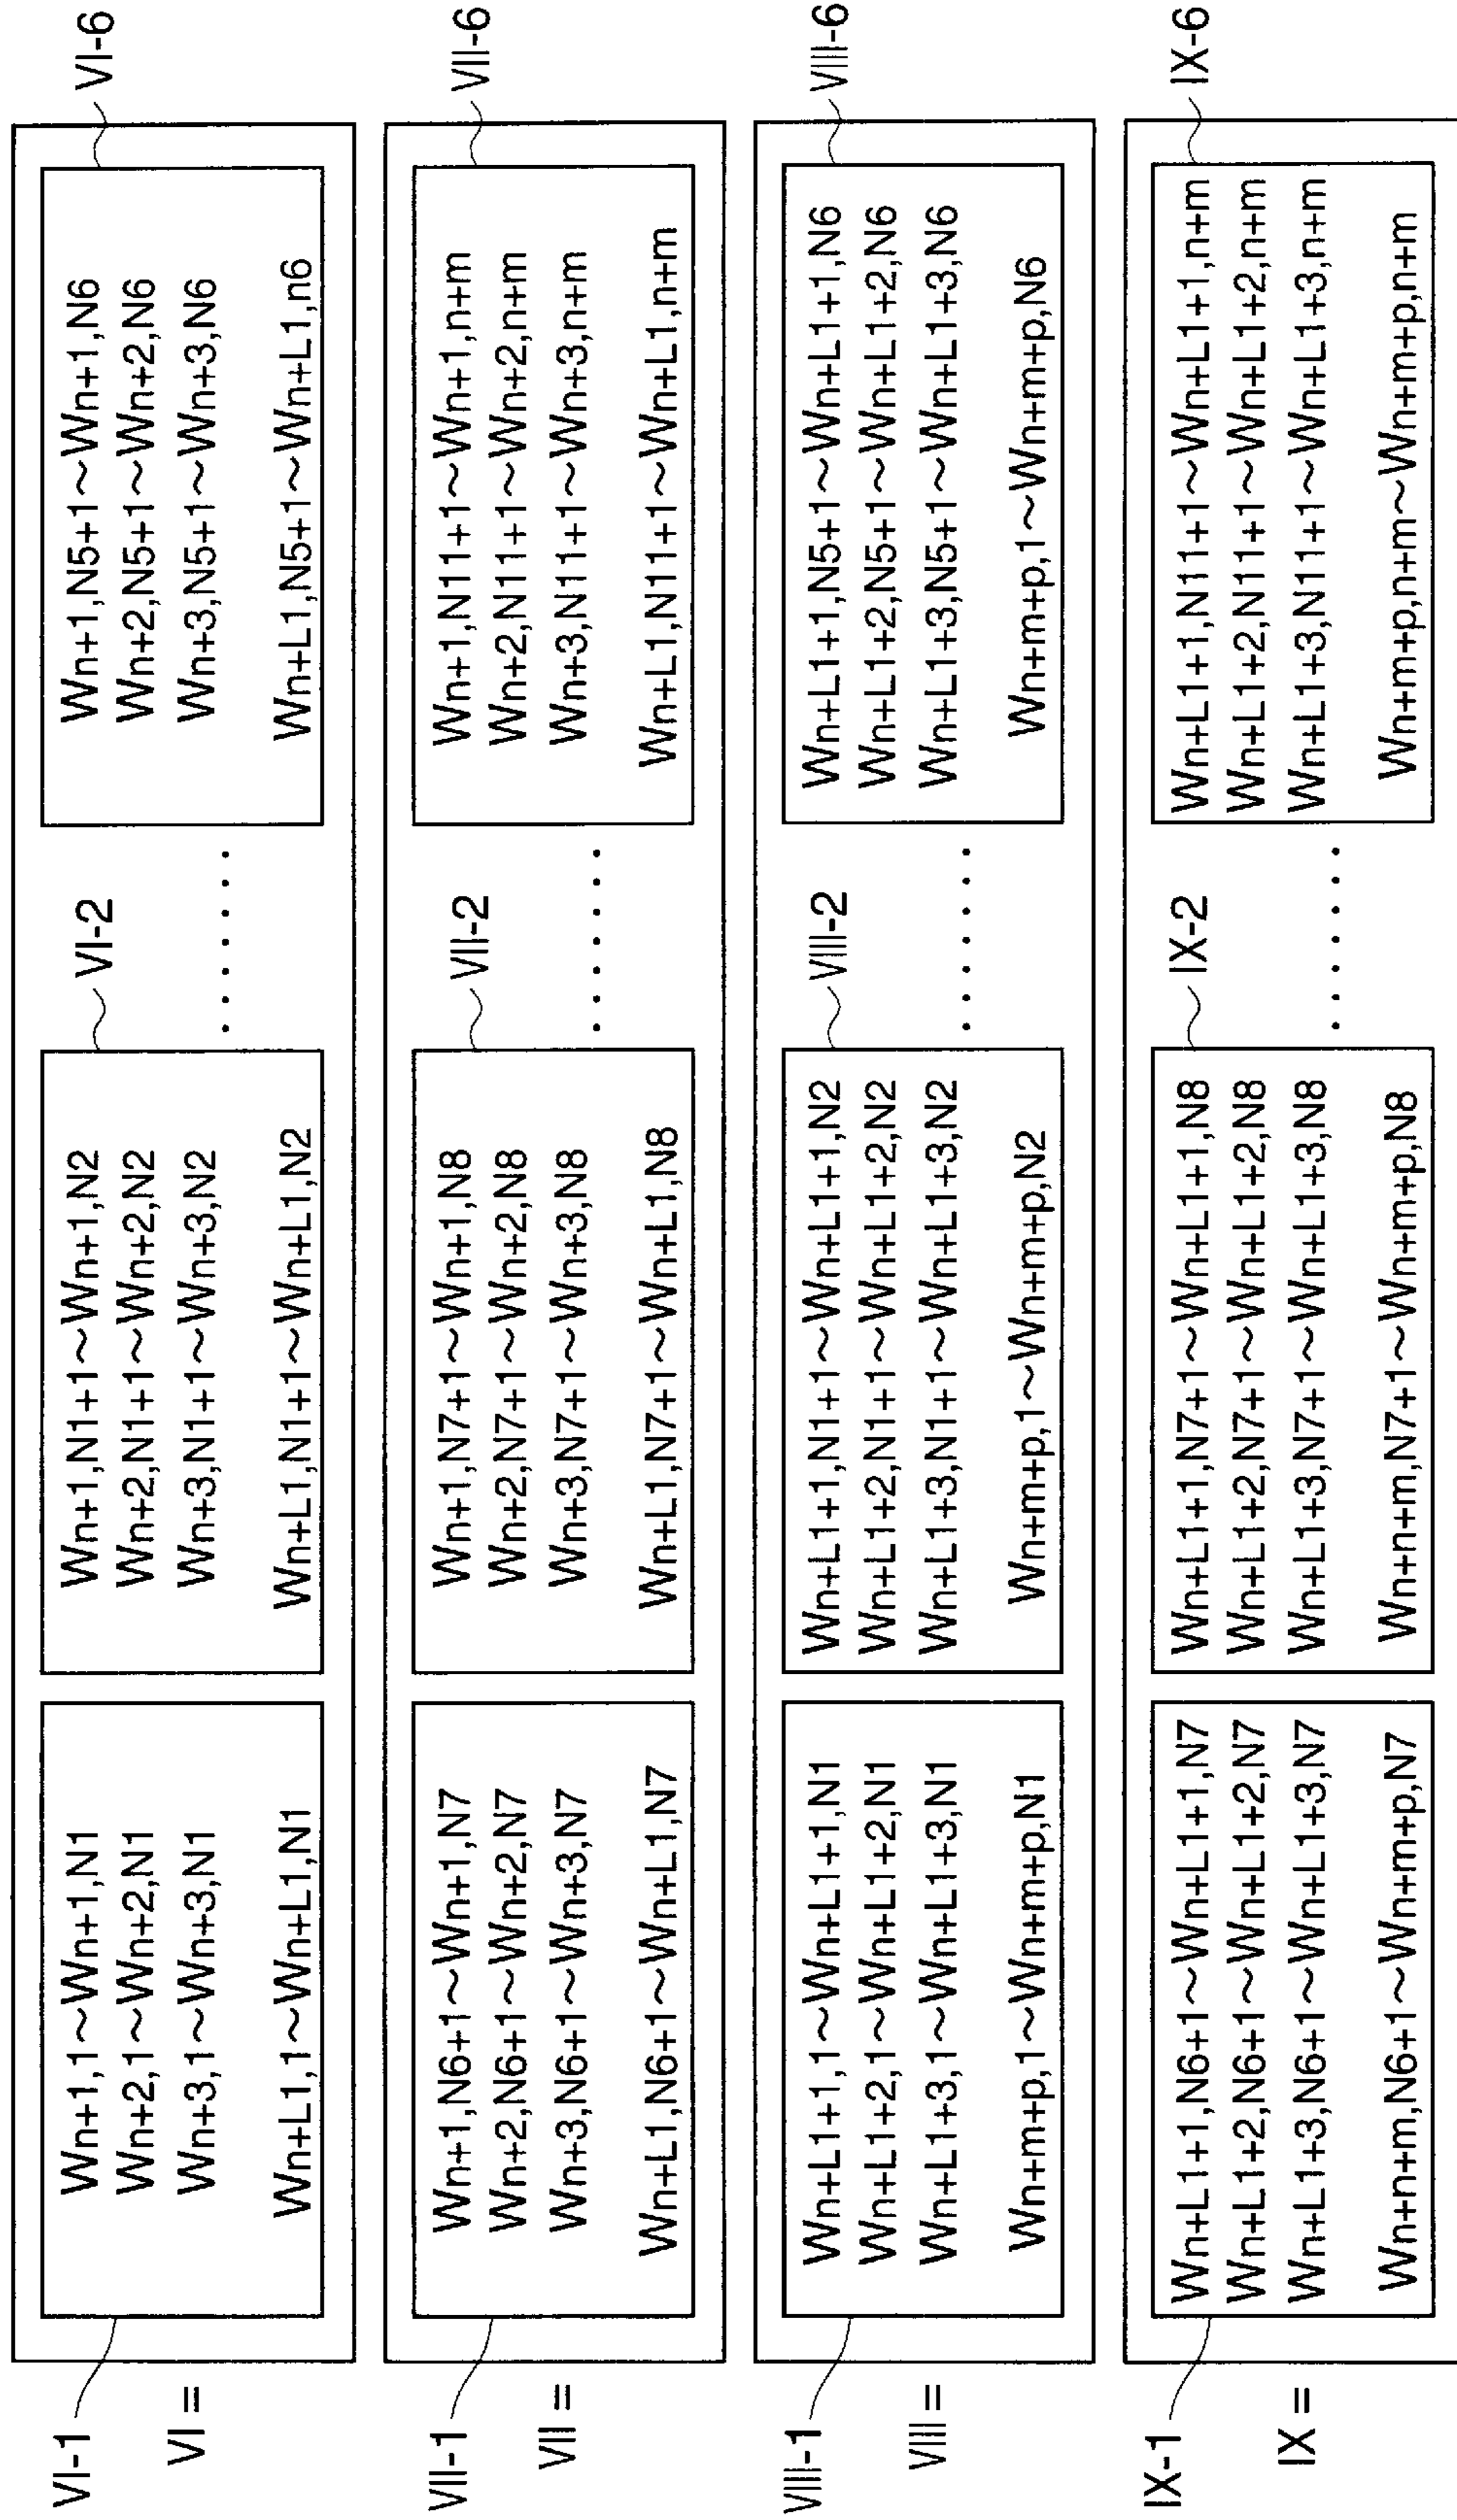 VI-1
VI =
Wn+1,1~Wn+1,N1
Wn+2,1~Wn+2,N1
Wn+3,1~Wn+3,N1
Wn+L1,1~Wn+L1,N1
VI-2
Wn+1,N1+1~Wn+1,N2
Wn+2,N1+1~Wn+2,N2
Wn+3,N1+1~Wn+3,N2
Wn+L1,N1+1~Wn+L1,N2
.......
VI-6
Wn+1,N5+1~Wn+1,N6
Wn+2,N5+1~Wn+2,N6
Wn+3,N5+1~Wn+3,N6
Wn+L1,N5+1~Wn+L1,n6
VII-1
VII =
Wn+1,N6+1~Wn+1,N7
Wn+2,N6+1~Wn+2,N7
Wn+3,N6+1~Wn+3,N7
Wn+L1,N6+1~Wn+L1,N7
VII-2
Wn+1,N7+1~Wn+1,N8
Wn+2,N7+1~Wn+2,N8
Wn+3,N7+1~Wn+3,N8
Wn+L1,N7+1~Wn+L1,N8
.......
VII-6
Wn+1,N11+1~Wn+1,n+m
Wn+2,N11+1~Wn+2,n+m
Wn+3,N11+1~Wn+3,n+m
Wn+L1,N11+1~Wn+L1,n+m
VIII-1
VIII =
Wn+L1+1,1~Wn+L1+1,N1
Wn+L1+2,1~Wn+L1+2,N1
Wn+L1+3,1~Wn+L1+3,N1
Wn+m+p,1~Wn+m+p,N1
VIII-2
Wn+L1+1,N1+1~Wn+L1+1,N2
Wn+L1+2,N1+1~Wn+L1+2,N2
Wn+L1+3,N1+1~Wn+L1+3,N2
Wn+m+p,1~Wn+m+p,N2
.......
VIII-6
Wn+L1+1,N5+1~Wn+L1+1,N6
Wn+L1+2,N5+1~Wn+L1+2,N6
Wn+L1+3,N5+1~Wn+L1+3,N6
Wn+m+p,1~Wn+m+p,N6
IX-1
IX =
Wn+L1+1,N6+1~Wn+L1+1,N7
Wn+L1+2,N6+1~Wn+L1+2,N7
Wn+L1+3,N6+1~Wn+L1+3,N7
Wn+n+m,N6+1~Wn+m+p,N7
IX-2
Wn+L1+1,N7+1~Wn+L1+1,N8
Wn+L1+2,N7+1~Wn+L1+2,N8
Wn+L1+3,N7+1~Wn+L1+3,N8
Wn+n+m,N7+1~Wn+m+p,N8
.......
IX-6
Wn+L1+1,N11+1~Wn+L1+1,n+m
Wn+L1+2,N11+1~Wn+L1+2,n+m
Wn+L1+3,N11+1~Wn+L1+3,n+m
Wn+m+p,n+m~Wn+m+p,n+m